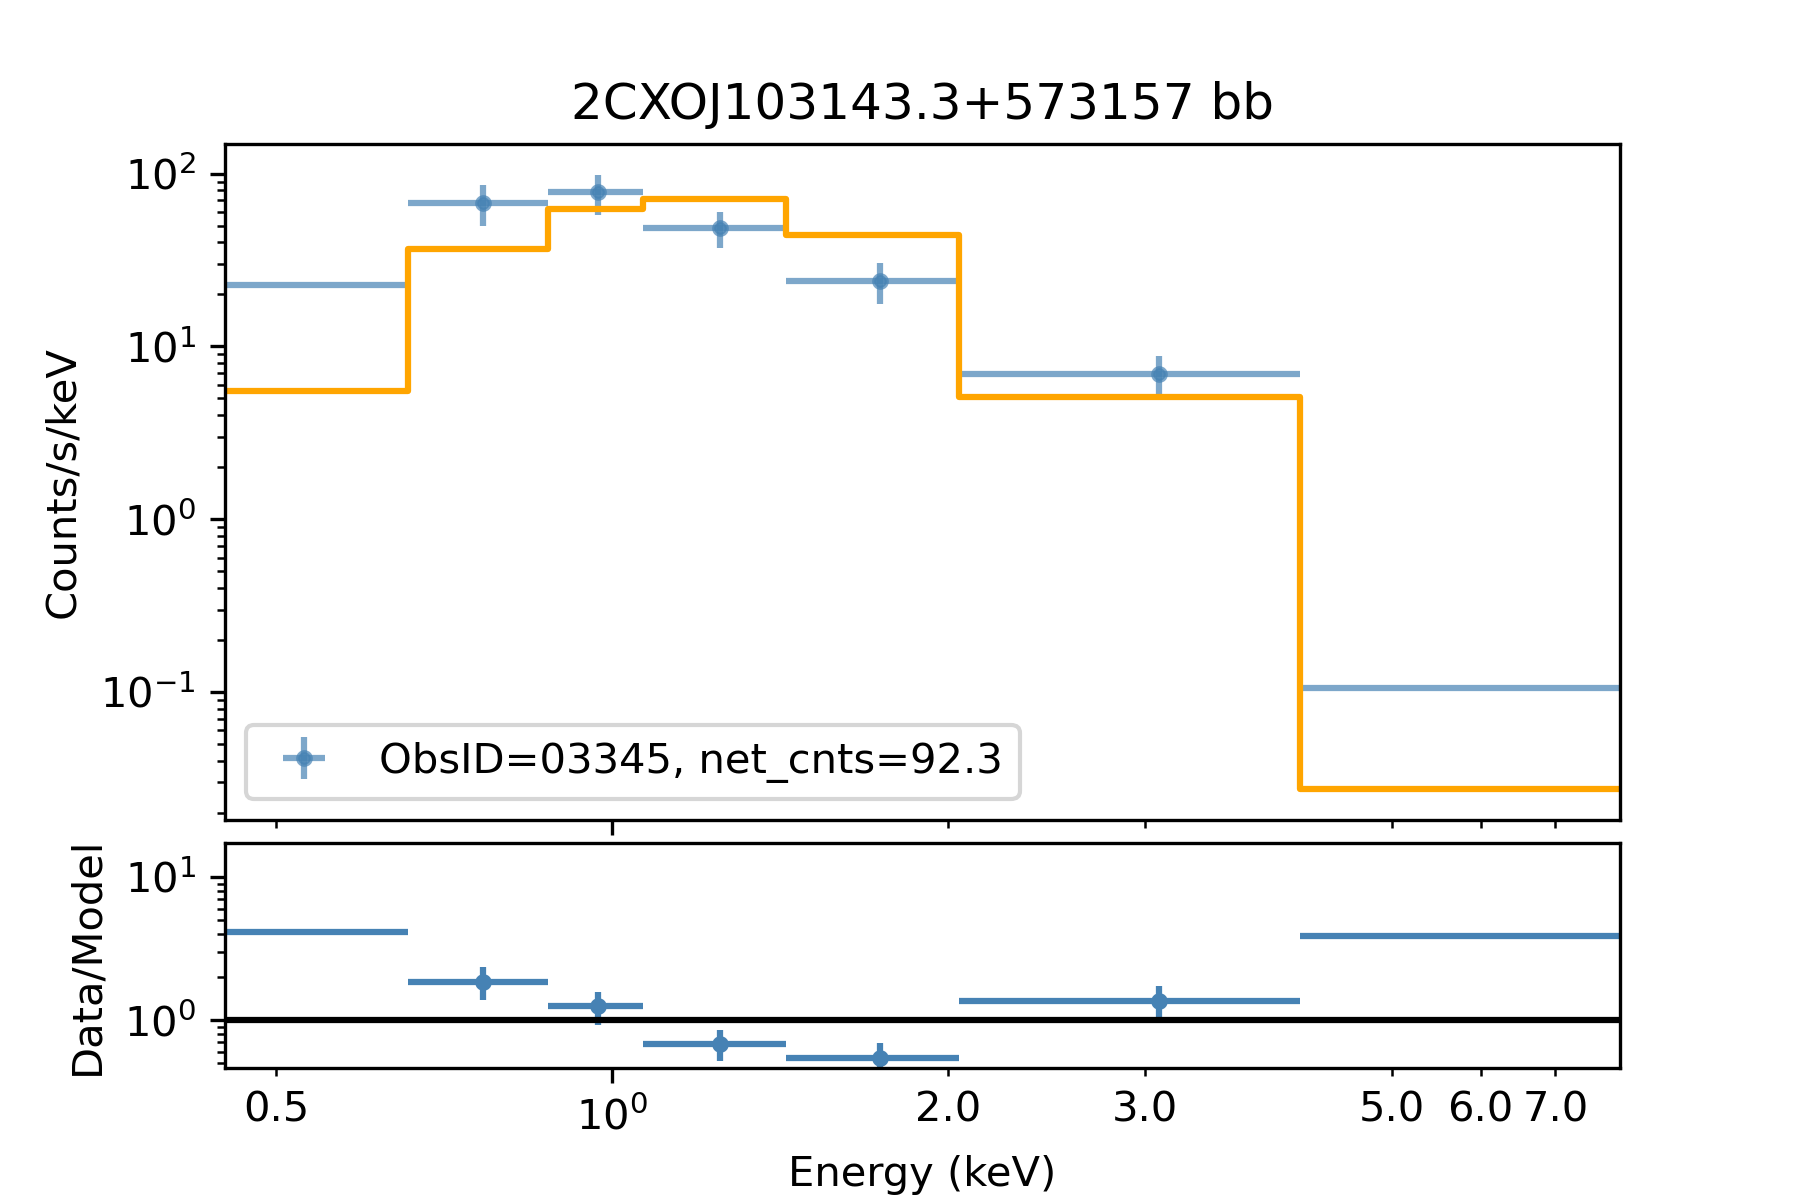 2CXOJ103143.3+573157 bb
Counts/s/keV
10²
10¹
10⁰
10⁻¹
ObsID=03345, net_cnts=92.3
Data/Model
10¹
10⁰
0.5 10⁰ 2.0 3.0 5.0 6.0 7.0
Energy (keV)